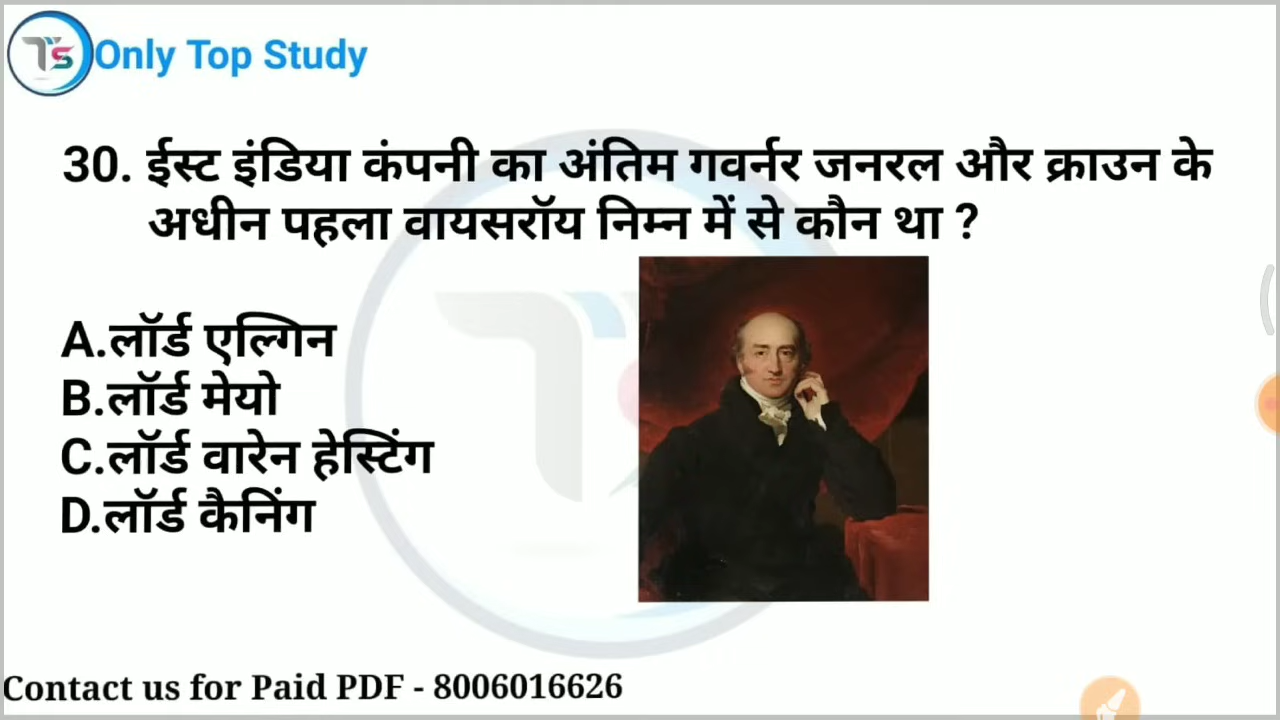 Only Top Study
30. ईस्ट इंडिया कंपनी का अंतिम गवर्नर जनरल और क्राउन के
अधीन पहला वायसरॉय निम्न में से कौन था ?
A.लॉर्ड एल्गिन
B.लॉर्ड मेयो
C.लॉर्ड वारेन हेस्टिंग
D.लॉर्ड कैनिंग
Contact us for Paid PDF - 8006016626